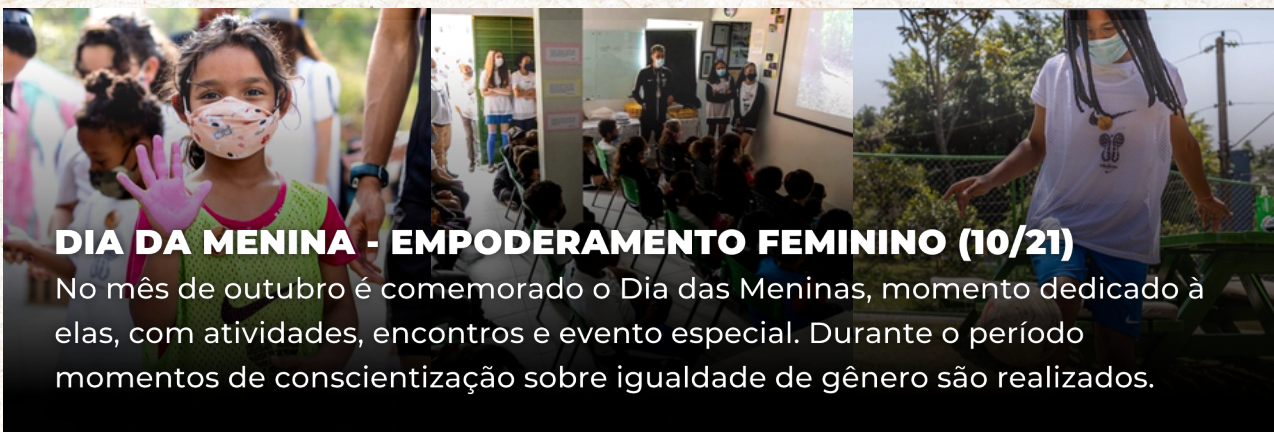 DIA DA MENINA - EMPODERAMENTO FEMININO (10/21)
No mês de outubro é comemorado o Dia das Meninas, momento dedicado à
elas, com atividades, encontros e evento especial. Durante o período
momentos de conscientização sobre igualdade de gênero são realizados.